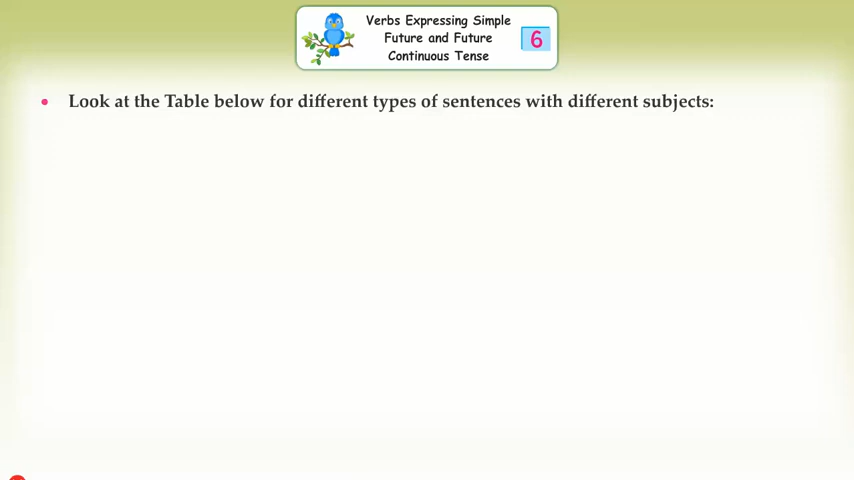 Verbs Expressing Simple
Future and Future
Continuous Tense
6
• Look at the Table below for different types of sentences with different subjects: